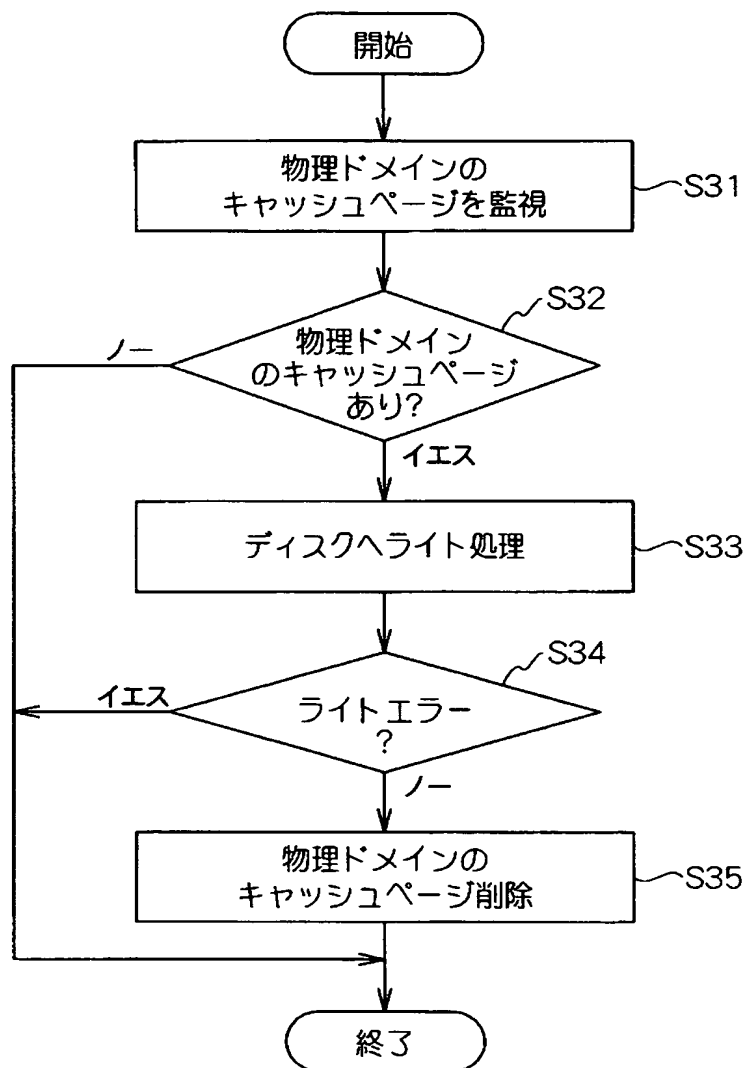 開始
物理ドメインの
キャッシュページを監視
S31
S32
物理ドメイン
のキャッシュページ
あり?
ノー
イエス
ディスクへライト処理
S33
S34
イエス
ライトエラー
?
ノー
物理ドメインの
キャッシュページ削除
S35
終了